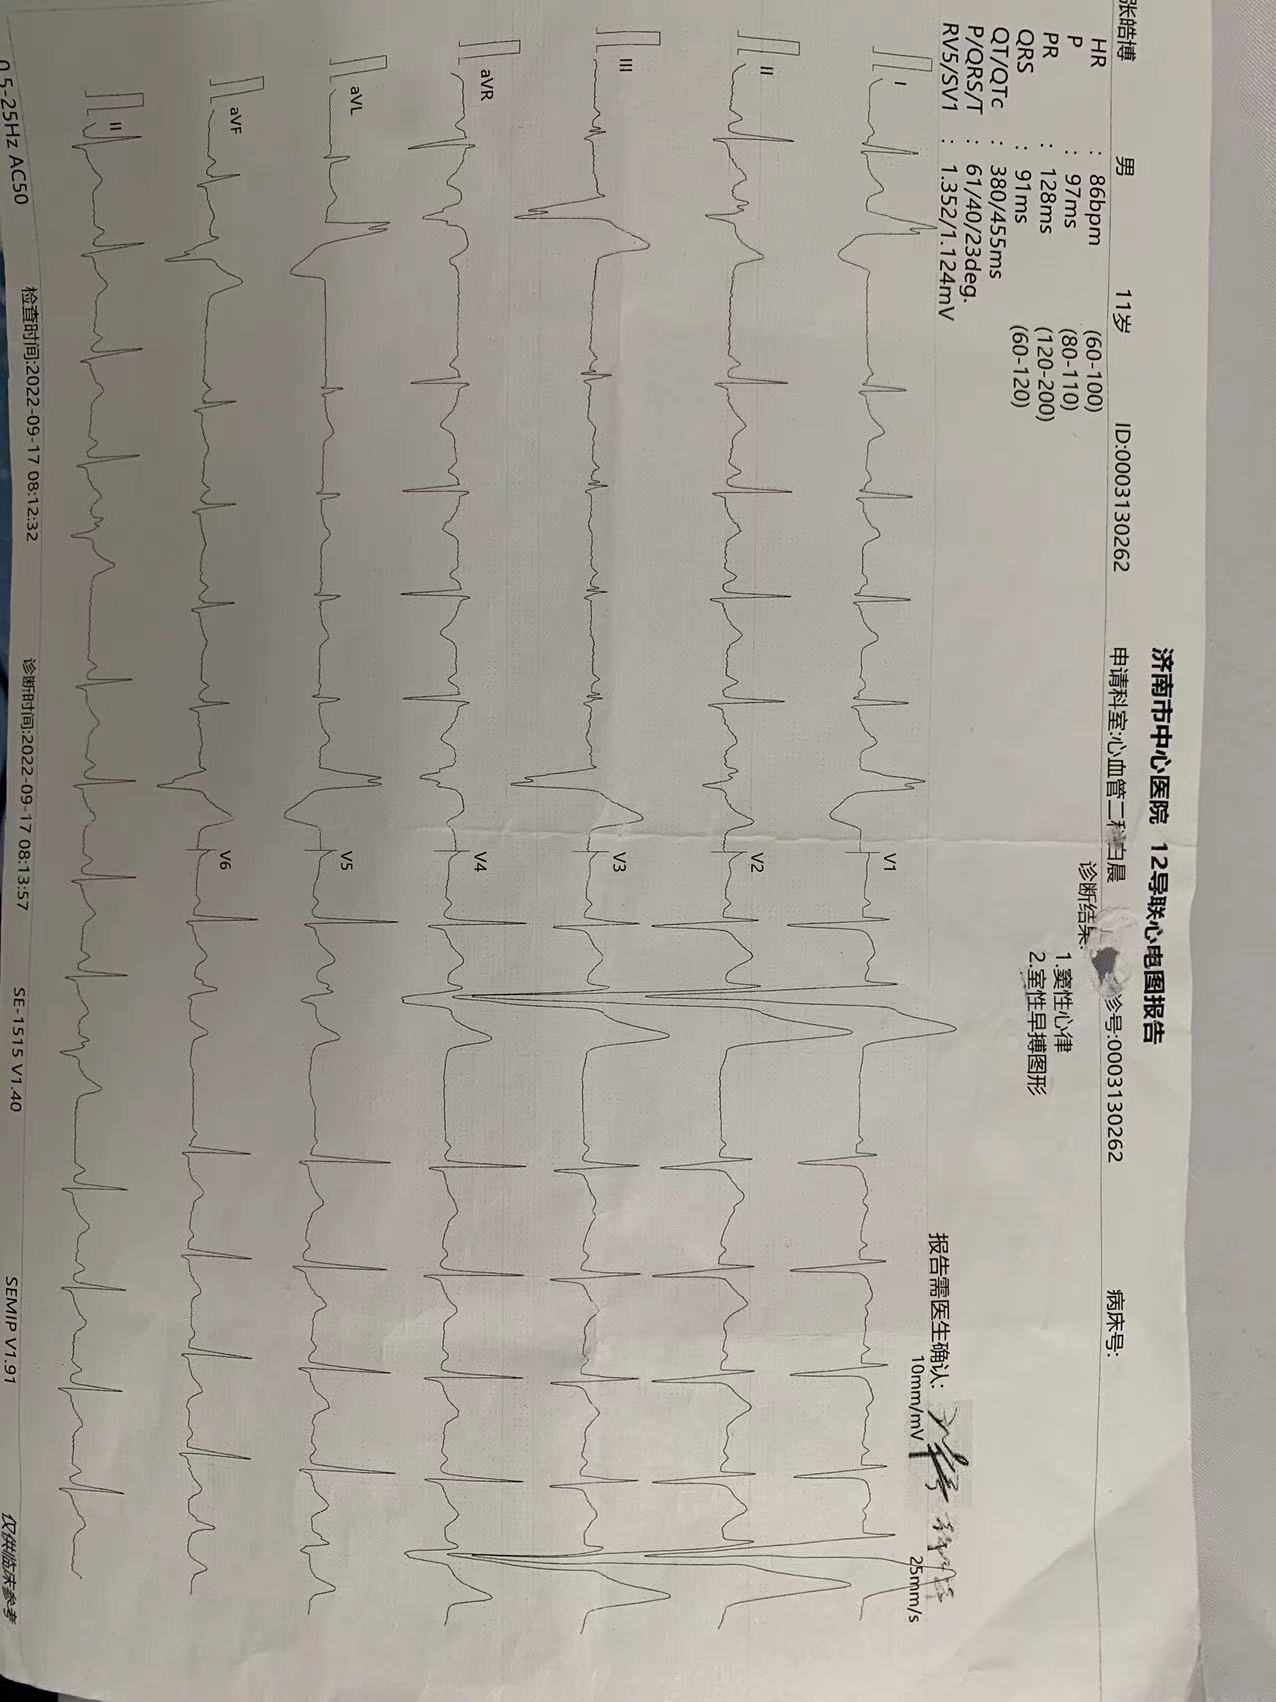 济南市中心医院 12导联心电图报告
张皓博 男 11岁 ID:0003130262 申请科室:心血管二科白晨 诊号:0003130262 病床号:
HR : 86bpm (60-100)
P : 97ms (80-110)
PR : 128ms (120-200)
QRS : 91ms (60-120)
QT/QTc : 380/455ms
P/QRS/T : 61/40/23deg.
RV5/SV1 : 1.352/1.124mV
诊断结果:
1.窦性心律
2.室性早搏图形
报告需医生确认:
10mm/mV 25mm/s
I V1
II V2
III V3
aVR V4
aVL V5
aVF V6
II
0.5-25Hz AC50 检查时间:2022-09-17 08:12:32 诊断时间:2022-09-17 08:13:57 SE-1515 V1.40 SEMIP V1.91 仅供临床参考